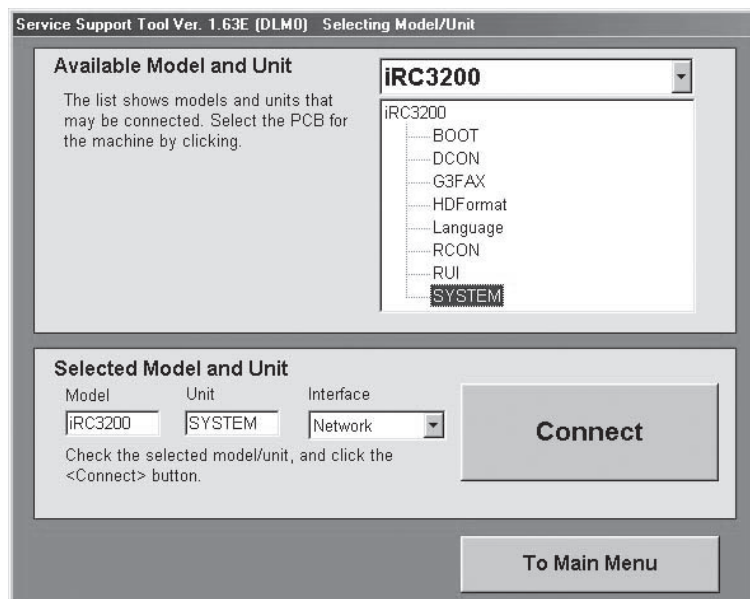 Service Support Tool Ver. 1.63E (DLM0)   Selecting Model/Unit
Available Model and Unit
The list shows models and units that
may be connected. Select the PCB for
the machine by clicking.
iRC3200
iRC3200
BOOT
DCON
G3FAX
HDFormat
Language
RCON
RUI
SYSTEM
Selected Model and Unit
Model Unit Interface
iRC3200 SYSTEM Network
Check the selected model/unit, and click the
<Connect> button.
Connect
To Main Menu